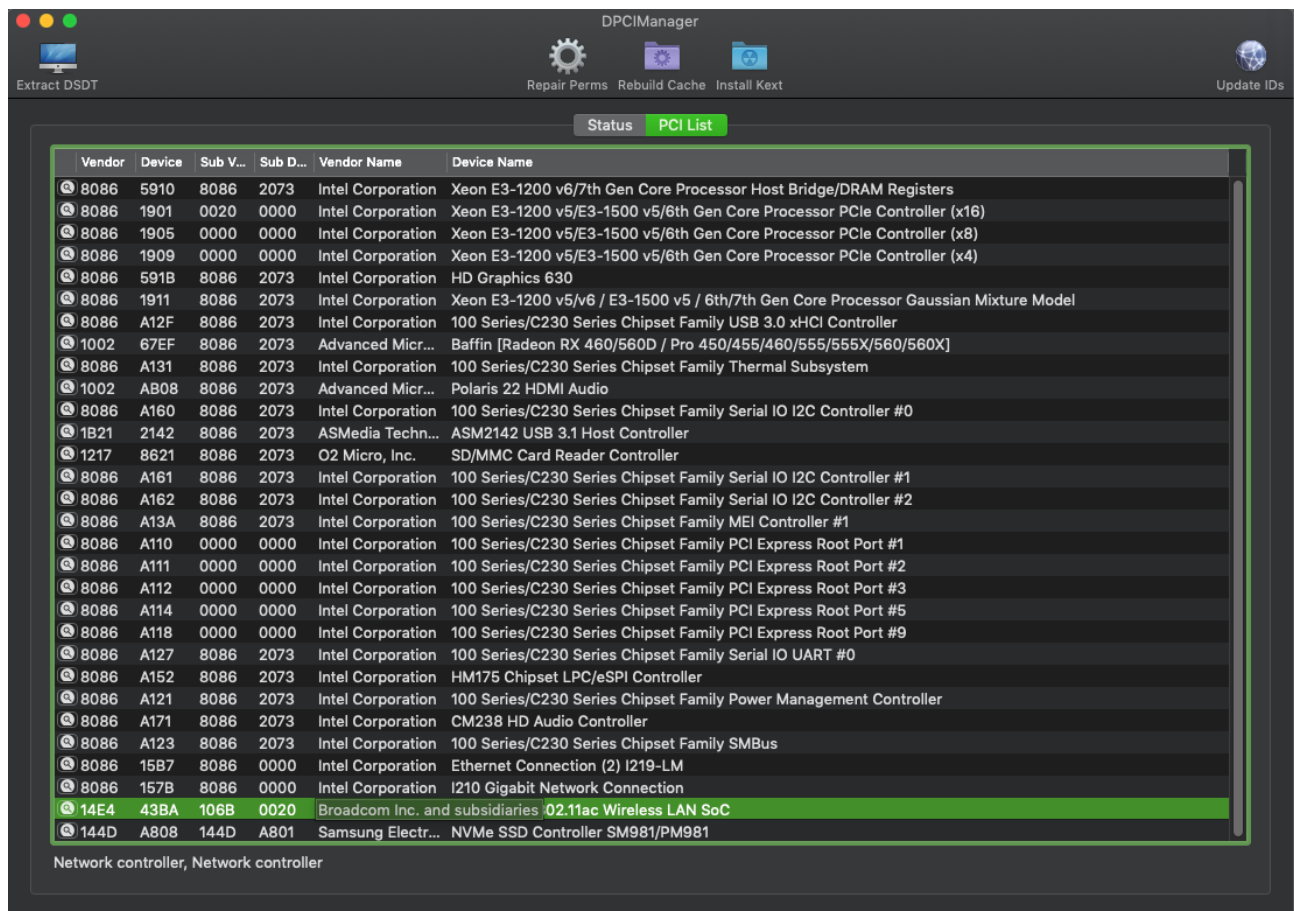 DPCIManager
Extract DSDT
Repair Perms Rebuild Cache Install Kext
Update IDs
Status PCI List
Vendor Device Sub V... Sub D... Vendor Name Device Name
8086 5910 8086 2073 Intel Corporation Xeon E3-1200 v6/7th Gen Core Processor Host Bridge/DRAM Registers
8086 1901 0020 0000 Intel Corporation Xeon E3-1200 v5/E3-1500 v5/6th Gen Core Processor PCIe Controller (x16)
8086 1905 0000 0000 Intel Corporation Xeon E3-1200 v5/E3-1500 v5/6th Gen Core Processor PCIe Controller (x8)
8086 1909 0000 0000 Intel Corporation Xeon E3-1200 v5/E3-1500 v5/6th Gen Core Processor PCIe Controller (x4)
8086 591B 8086 2073 Intel Corporation HD Graphics 630
8086 1911 8086 2073 Intel Corporation Xeon E3-1200 v5/v6 / E3-1500 v5 / 6th/7th Gen Core Processor Gaussian Mixture Model
8086 A12F 8086 2073 Intel Corporation 100 Series/C230 Series Chipset Family USB 3.0 xHCI Controller
1002 67EF 8086 2073 Advanced Micr... Baffin [Radeon RX 460/560D / Pro 450/455/460/555/555X/560/560X]
8086 A131 8086 2073 Intel Corporation 100 Series/C230 Series Chipset Family Thermal Subsystem
1002 AB08 8086 2073 Advanced Micr... Polaris 22 HDMI Audio
8086 A160 8086 2073 Intel Corporation 100 Series/C230 Series Chipset Family Serial IO I2C Controller #0
1B21 2142 8086 2073 ASMedia Techn... ASM2142 USB 3.1 Host Controller
1217 8621 8086 2073 O2 Micro, Inc. SD/MMC Card Reader Controller
8086 A161 8086 2073 Intel Corporation 100 Series/C230 Series Chipset Family Serial IO I2C Controller #1
8086 A162 8086 2073 Intel Corporation 100 Series/C230 Series Chipset Family Serial IO I2C Controller #2
8086 A13A 8086 2073 Intel Corporation 100 Series/C230 Series Chipset Family MEI Controller #1
8086 A110 0000 0000 Intel Corporation 100 Series/C230 Series Chipset Family PCI Express Root Port #1
8086 A111 0000 0000 Intel Corporation 100 Series/C230 Series Chipset Family PCI Express Root Port #2
8086 A112 0000 0000 Intel Corporation 100 Series/C230 Series Chipset Family PCI Express Root Port #3
8086 A114 0000 0000 Intel Corporation 100 Series/C230 Series Chipset Family PCI Express Root Port #5
8086 A118 0000 0000 Intel Corporation 100 Series/C230 Series Chipset Family PCI Express Root Port #9
8086 A127 8086 2073 Intel Corporation 100 Series/C230 Series Chipset Family Serial IO UART #0
8086 A152 8086 2073 Intel Corporation HM175 Chipset LPC/eSPI Controller
8086 A121 8086 2073 Intel Corporation 100 Series/C230 Series Chipset Family Power Management Controller
8086 A171 8086 2073 Intel Corporation CM238 HD Audio Controller
8086 A123 8086 2073 Intel Corporation 100 Series/C230 Series Chipset Family SMBus
8086 15B7 8086 0000 Intel Corporation Ethernet Connection (2) I219-LM
8086 157B 8086 0000 Intel Corporation I210 Gigabit Network Connection
14E4 43BA 106B 0020 Broadcom Inc. and subsidiaries 02.11ac Wireless LAN SoC
144D A808 144D A801 Samsung Electr... NVMe SSD Controller SM981/PM981
Network controller, Network controller